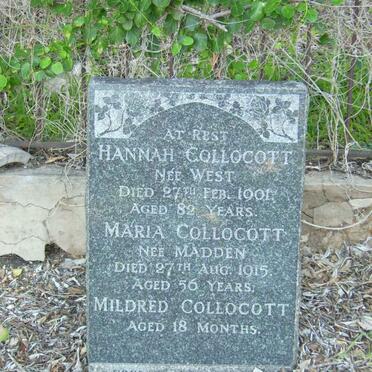 AT REST
HANNAH COLLOCOTT
NÉE WEST
DIED 27TH FEB. 1901.
AGED 82 YEARS.
MARIA COLLOCOTT
NÉE MADDEN
DIED 27TH AUG. 1915.
AGED 56 YEARS.
MILDRED COLLOCOTT
AGED 18 MONTHS.